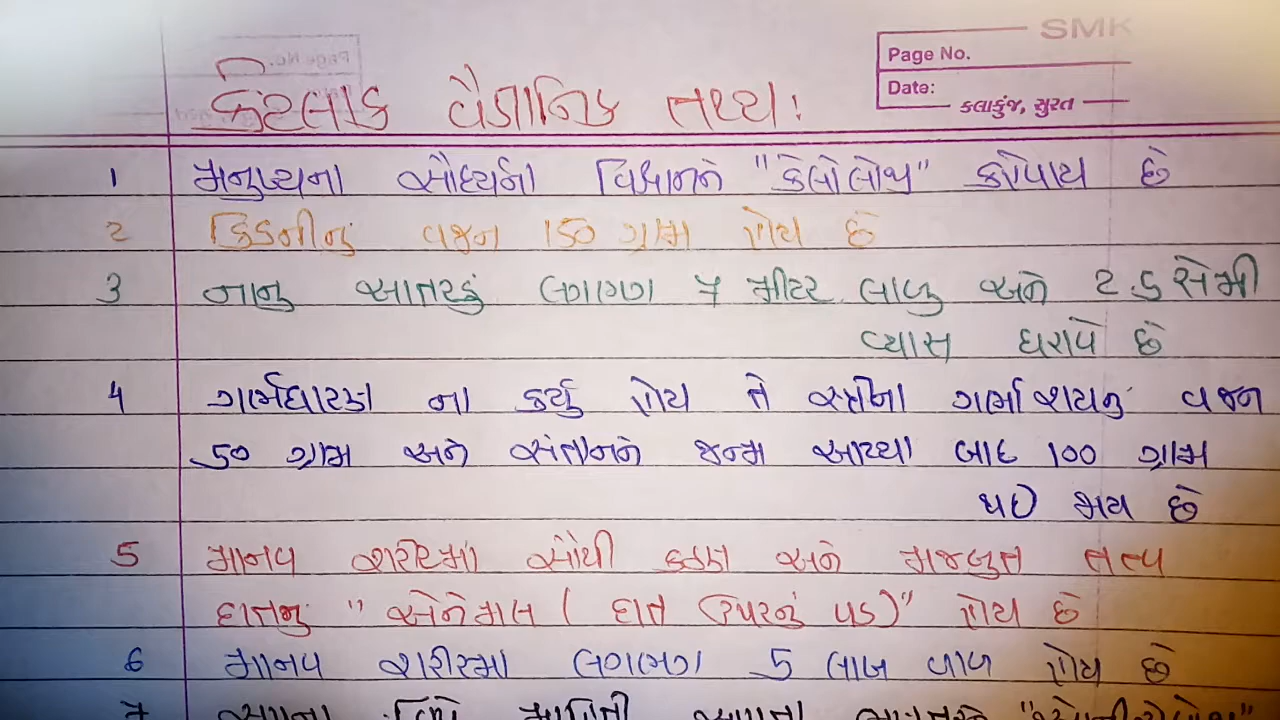 SMK
Page No.
Date:
કલાકુંજ, સુરત
કેટલાક વૈજ્ઞાનિક તથ્ય:
1 મનુષ્યના સૌંદર્યના વિજ્ઞાનને "કેલોલોજી" કહેવાય છે
2 કિડનીનું વજન 150 ગ્રામ હોય છે
3 નાનુ આતરડું લગભગ 7 મીટર લાંબુ અને 2.5 સેમી
વ્યાસ ધરાવે છે
4 ગર્ભધારણ ના કર્યુ હોય તે સ્ત્રીના ગર્ભાશયનુ વજન
50 ગ્રામ અને સંતાનને જન્મ આપ્યા બાદ 100 ગ્રામ
થઇ જાય છે
5 માનવ શરીરમાં સૌથી કઠણ અને મજબુત તત્વ
દાતનુ "એનેમલ (દાત ઉપરનું પડ)" હોય છે
6 માનવ શરીરમા લગભગ 5 લાખ વાળ હોય છે
7